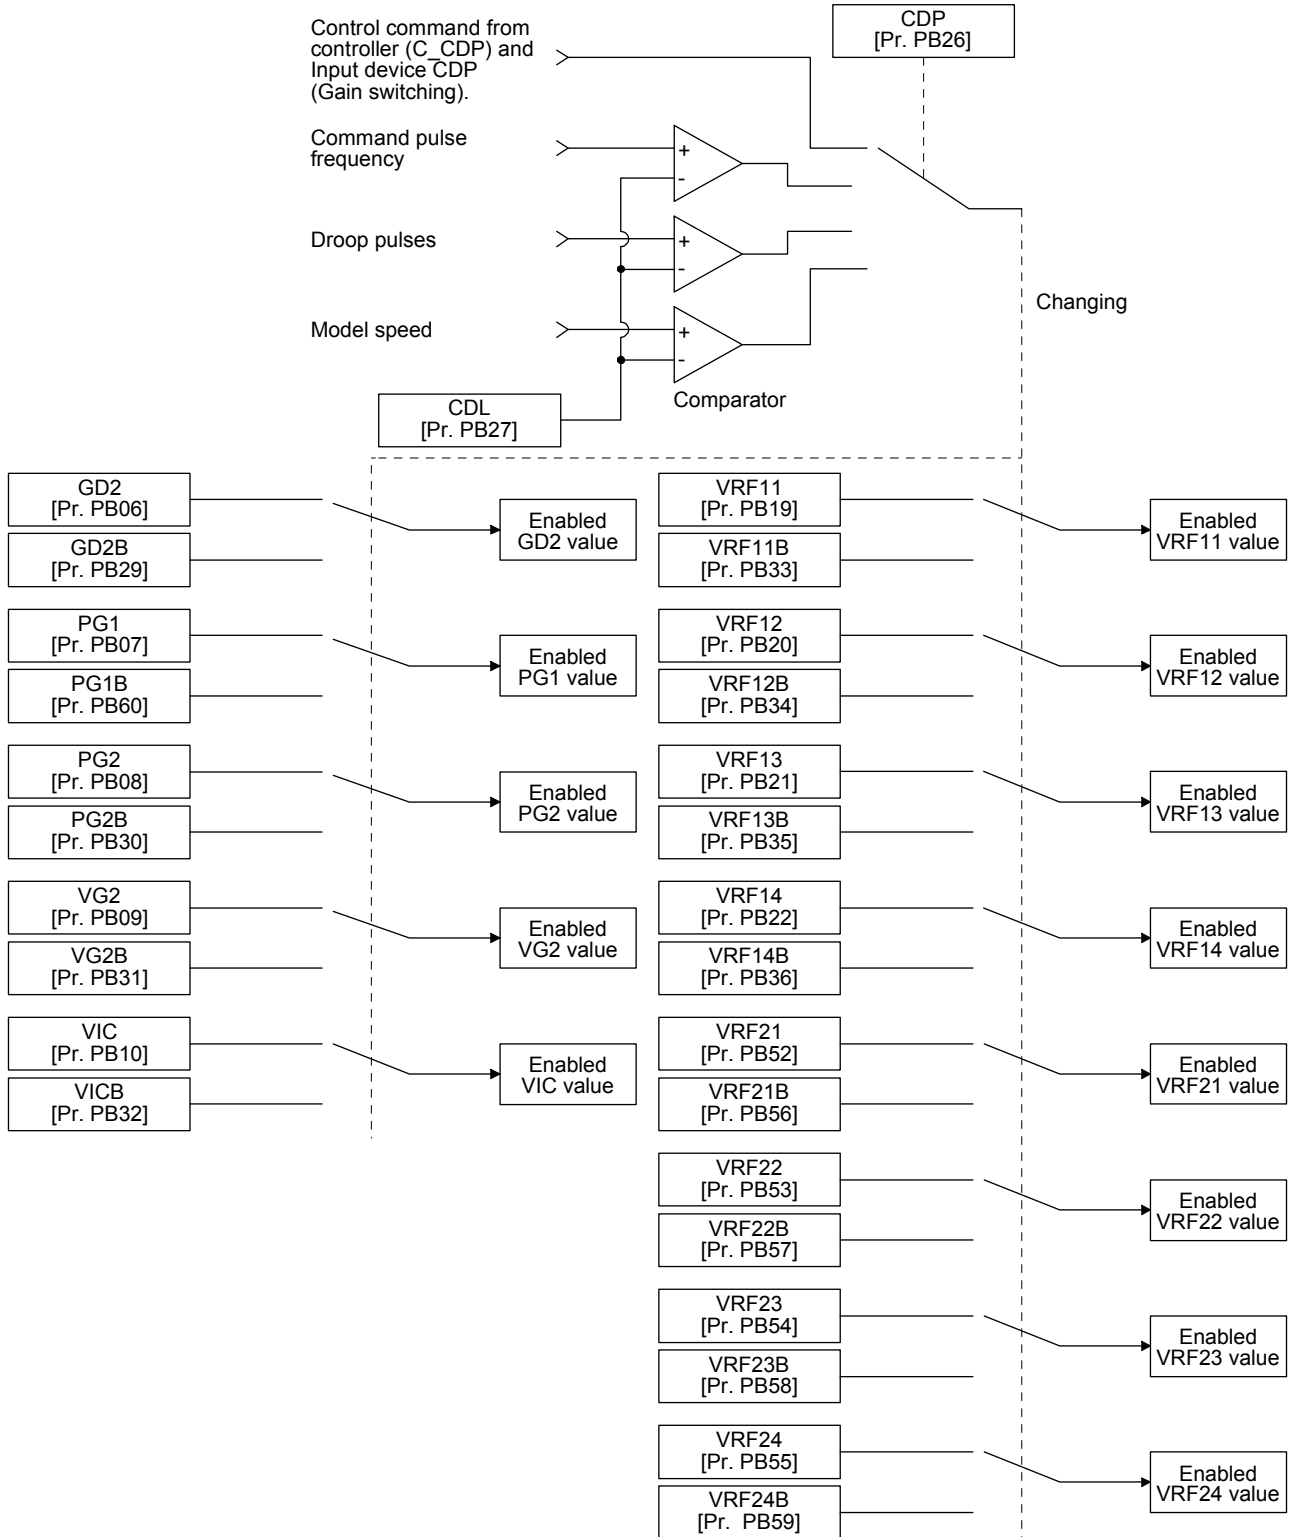 CDP
[Pr. PB26]
Control command from
controller (C_CDP) and
Input device CDP
(Gain switching).
Command pulse
frequency
+
-
Droop pulses
+
-
Changing
Model speed
+
-
Comparator
CDL
[Pr. PB27]
GD2
[Pr. PB06]
Enabled
GD2 value
GD2B
[Pr. PB29]
PG1
[Pr. PB07]
Enabled
PG1 value
PG1B
[Pr. PB60]
PG2
[Pr. PB08]
Enabled
PG2 value
PG2B
[Pr. PB30]
VG2
[Pr. PB09]
Enabled
VG2 value
VG2B
[Pr. PB31]
VIC
[Pr. PB10]
Enabled
VIC value
VICB
[Pr. PB32]
VRF11
[Pr. PB19]
Enabled
VRF11 value
VRF11B
[Pr. PB33]
VRF12
[Pr. PB20]
Enabled
VRF12 value
VRF12B
[Pr. PB34]
VRF13
[Pr. PB21]
Enabled
VRF13 value
VRF13B
[Pr. PB35]
VRF14
[Pr. PB22]
Enabled
VRF14 value
VRF14B
[Pr. PB36]
VRF21
[Pr. PB52]
Enabled
VRF21 value
VRF21B
[Pr. PB56]
VRF22
[Pr. PB53]
Enabled
VRF22 value
VRF22B
[Pr. PB57]
VRF23
[Pr. PB54]
Enabled
VRF23 value
VRF23B
[Pr. PB58]
VRF24
[Pr. PB55]
Enabled
VRF24 value
VRF24B
[Pr. PB59]